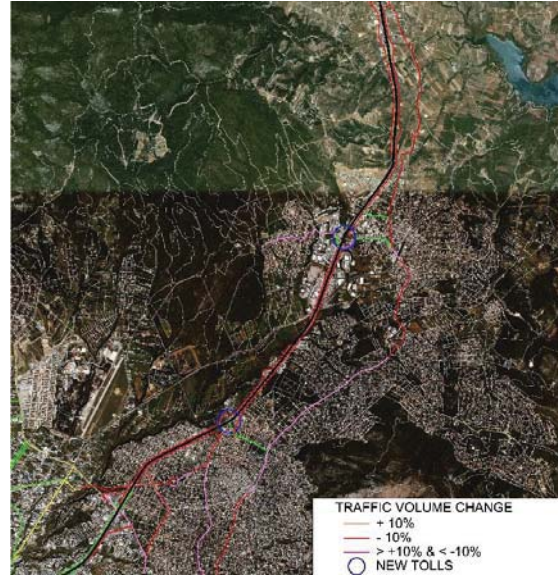 TRAFFIC VOLUME CHANGE
+ 10%
- 10%
> +10% & < -10%
NEW TOLLS